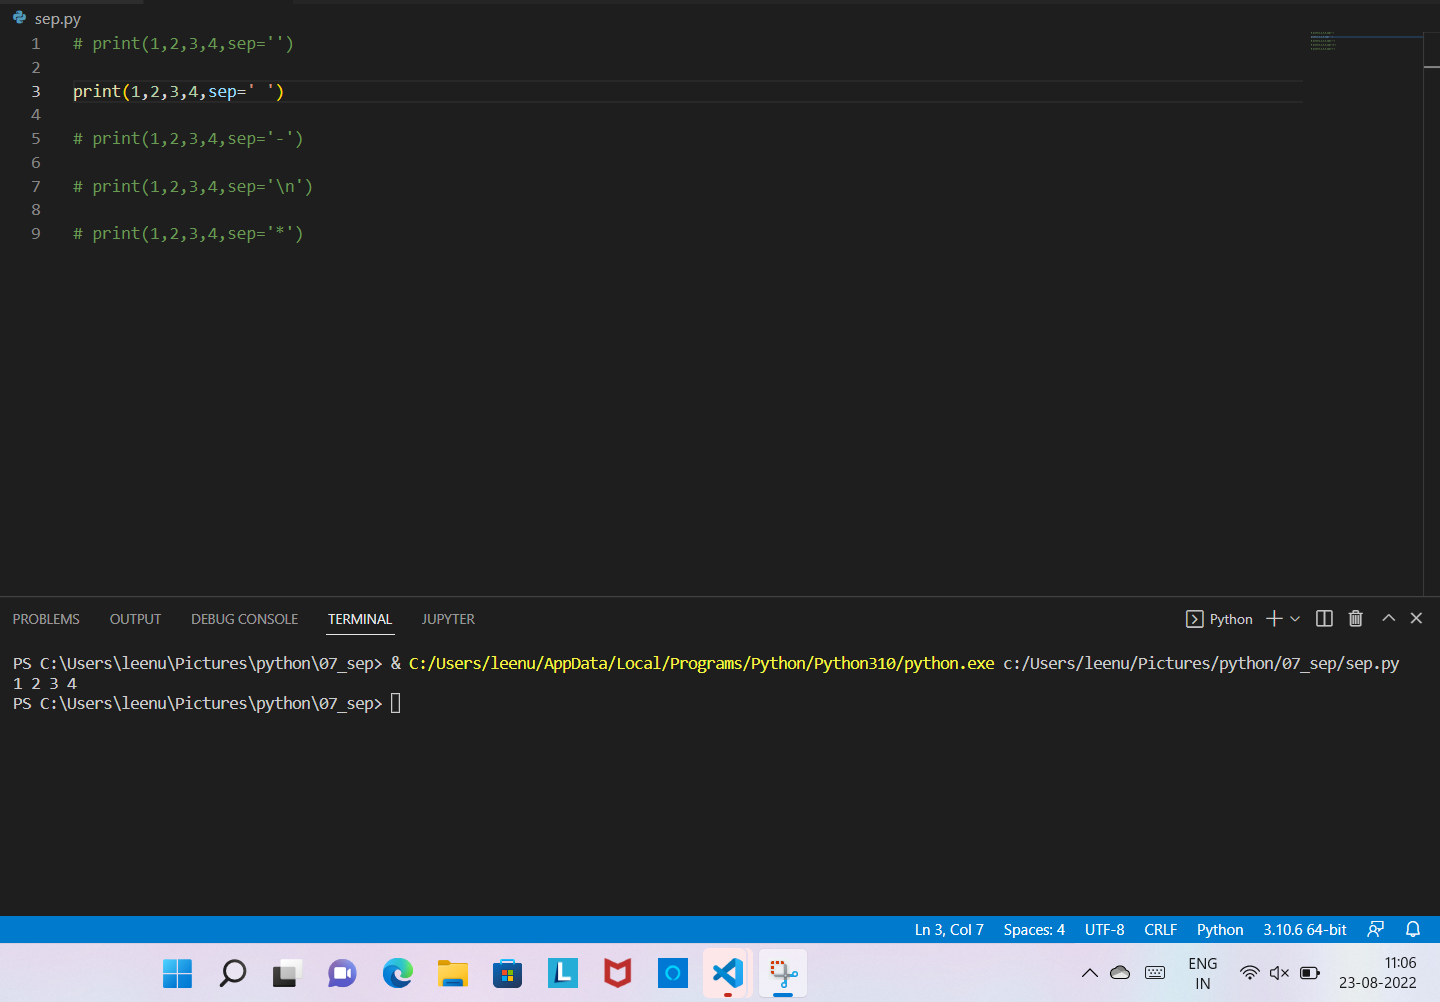 sep.py
1 # print(1,2,3,4,sep='')
2
3 print(1,2,3,4,sep=' ')
4
5 # print(1,2,3,4,sep='-')
6
7 # print(1,2,3,4,sep='\n')
8
9 # print(1,2,3,4,sep='*')
PROBLEMS OUTPUT DEBUG CONSOLE TERMINAL JUPYTER Python
PS C:\Users\leenu\Pictures\python\07_sep> & C:/Users/leenu/AppData/Local/Programs/Python/Python310/python.exe c:/Users/leenu/Pictures/python/07_sep/sep.py
1 2 3 4
PS C:\Users\leenu\Pictures\python\07_sep>
Ln 3, Col 7 Spaces: 4 UTF-8 CRLF Python 3.10.6 64-bit
L
ENG
IN
11:06
23-08-2022